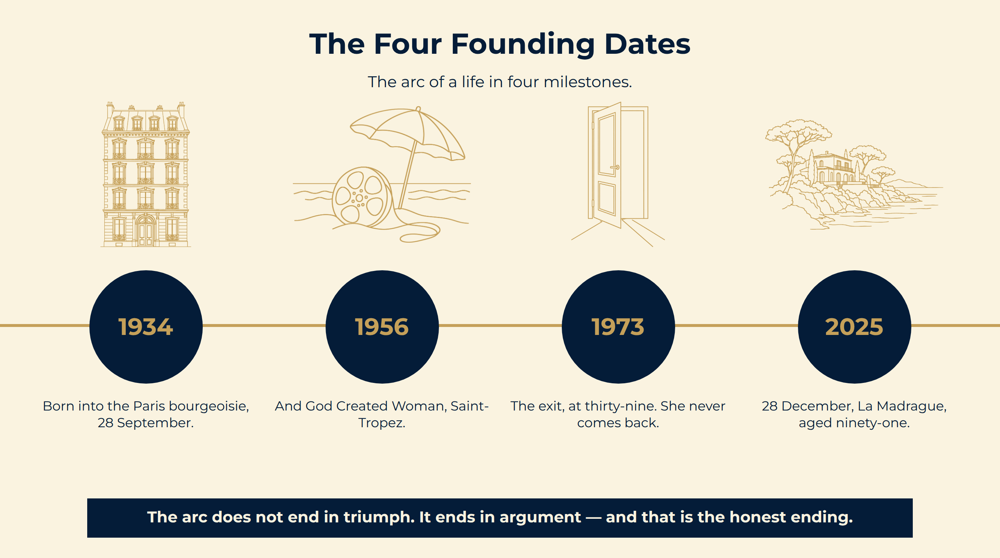 The Four Founding Dates
The arc of a life in four milestones.
1934
1956
1973
2025
Born into the Paris bourgeoisie,
28 September.
And God Created Woman, Saint-
Tropez.
The exit, at thirty-nine. She never
comes back.
28 December, La Madrague,
aged ninety-one.
The arc does not end in triumph. It ends in argument — and that is the honest ending.